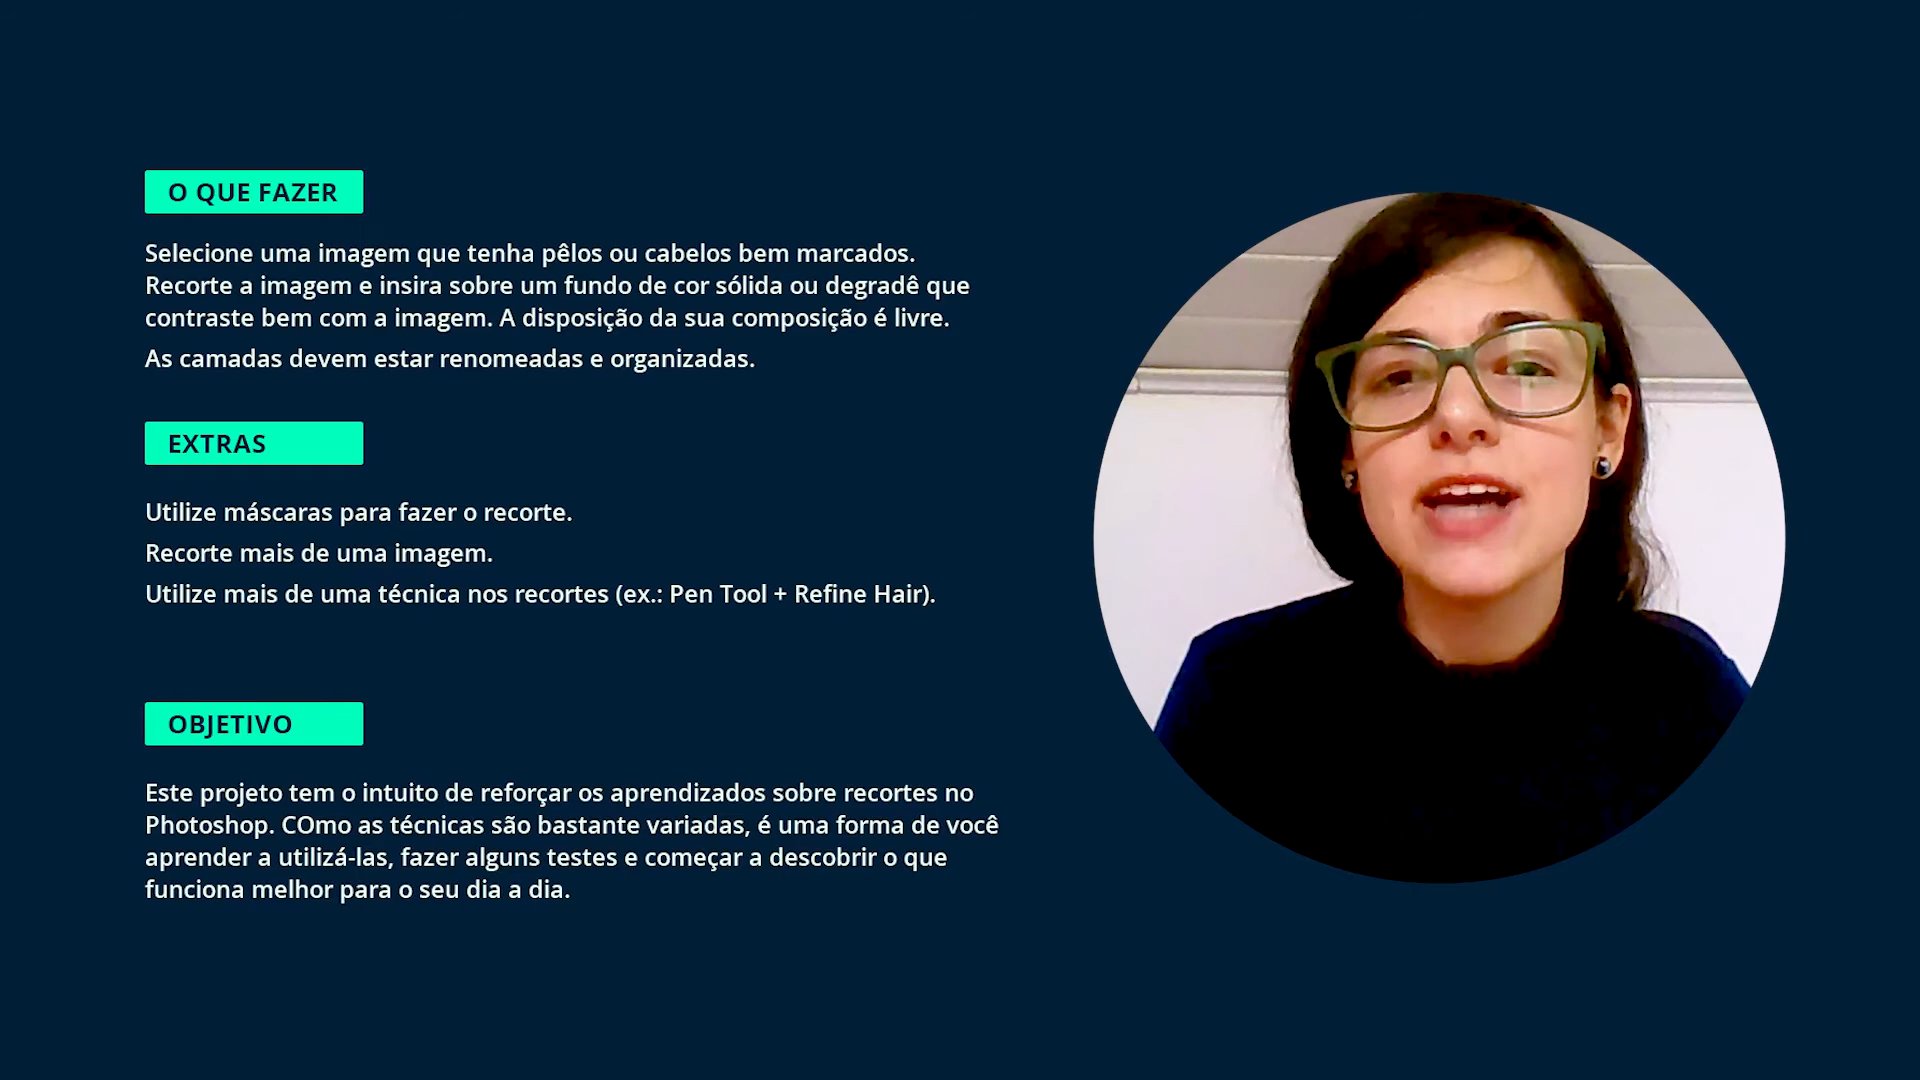 O QUE FAZER
Selecione uma imagem que tenha pêlos ou cabelos bem marcados.
Recorte a imagem e insira sobre um fundo de cor sólida ou degradê que
contraste bem com a imagem. A disposição da sua composição é livre.
As camadas devem estar renomeadas e organizadas.
EXTRAS
Utilize máscaras para fazer o recorte.
Recorte mais de uma imagem.
Utilize mais de uma técnica nos recortes (ex.: Pen Tool + Refine Hair).
OBJETIVO
Este projeto tem o intuito de reforçar os aprendizados sobre recortes no
Photoshop. COmo as técnicas são bastante variadas, é uma forma de você
aprender a utilizá-las, fazer alguns testes e começar a descobrir o que
funciona melhor para o seu dia a dia.